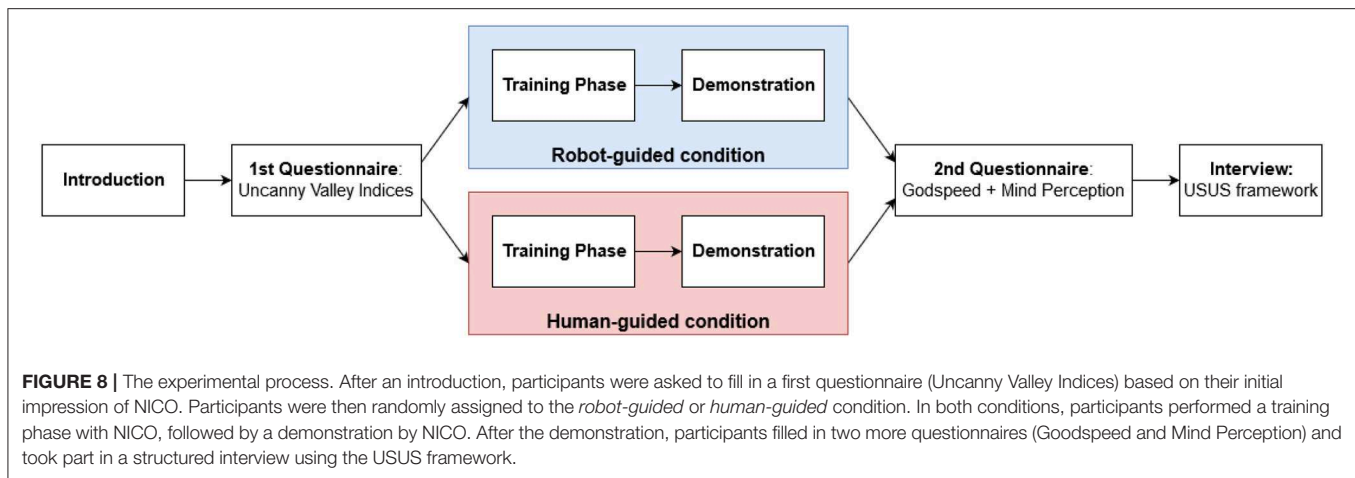 Training Phase
Demonstration
Robot-guided condition
Introduction
1st Questionnaire:
Uncanny Valley Indices
2nd Questionnaire:
Godspeed + Mind Perception
Interview:
USUS framework
Training Phase
Demonstration
Human-guided condition
FIGURE 8 | The experimental process. After an introduction, participants were asked to fill in a first questionnaire (Uncanny Valley Indices) based on their initial
impression of NICO. Participants were then randomly assigned to the robot-guided or human-guided condition. In both conditions, participants performed a training
phase with NICO, followed by a demonstration by NICO. After the demonstration, participants filled in two more questionnaires (Goodspeed and Mind Perception) and
took part in a structured interview using the USUS framework.